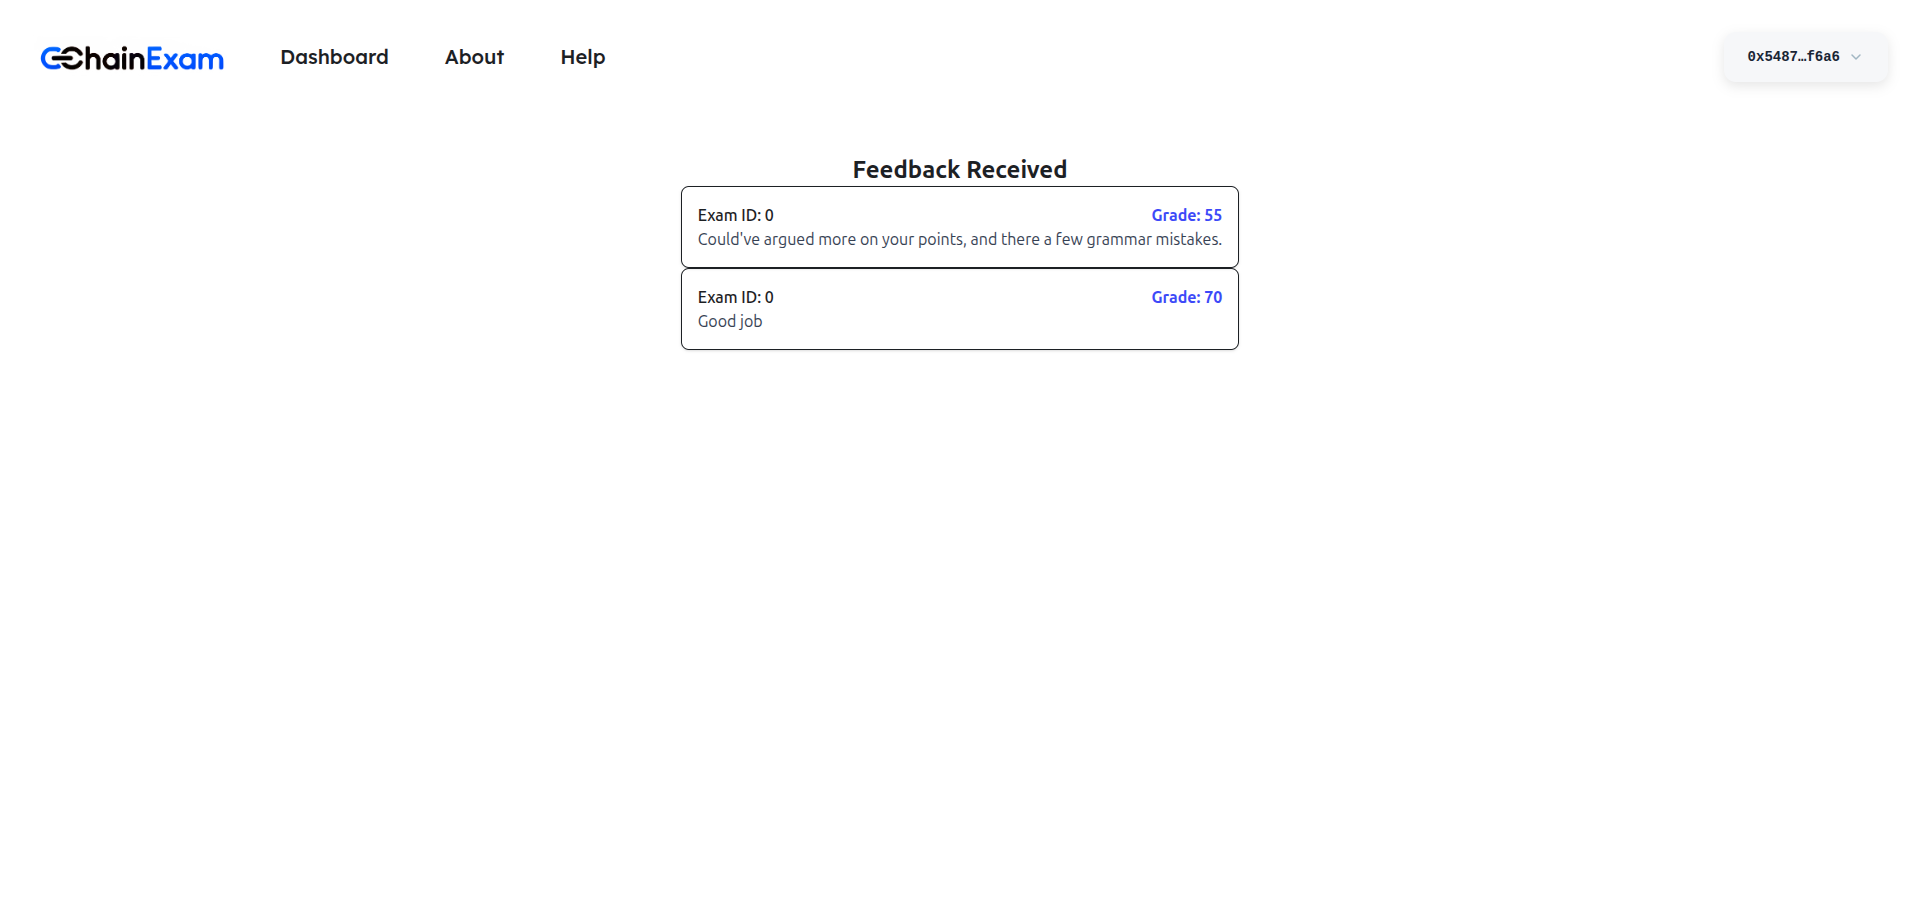 ChainExam Dashboard About Help 0x5487…f6a6
Feedback Received
Exam ID: 0 Grade: 55
Could've argued more on your points, and there a few grammar mistakes.
Exam ID: 0 Grade: 70
Good job